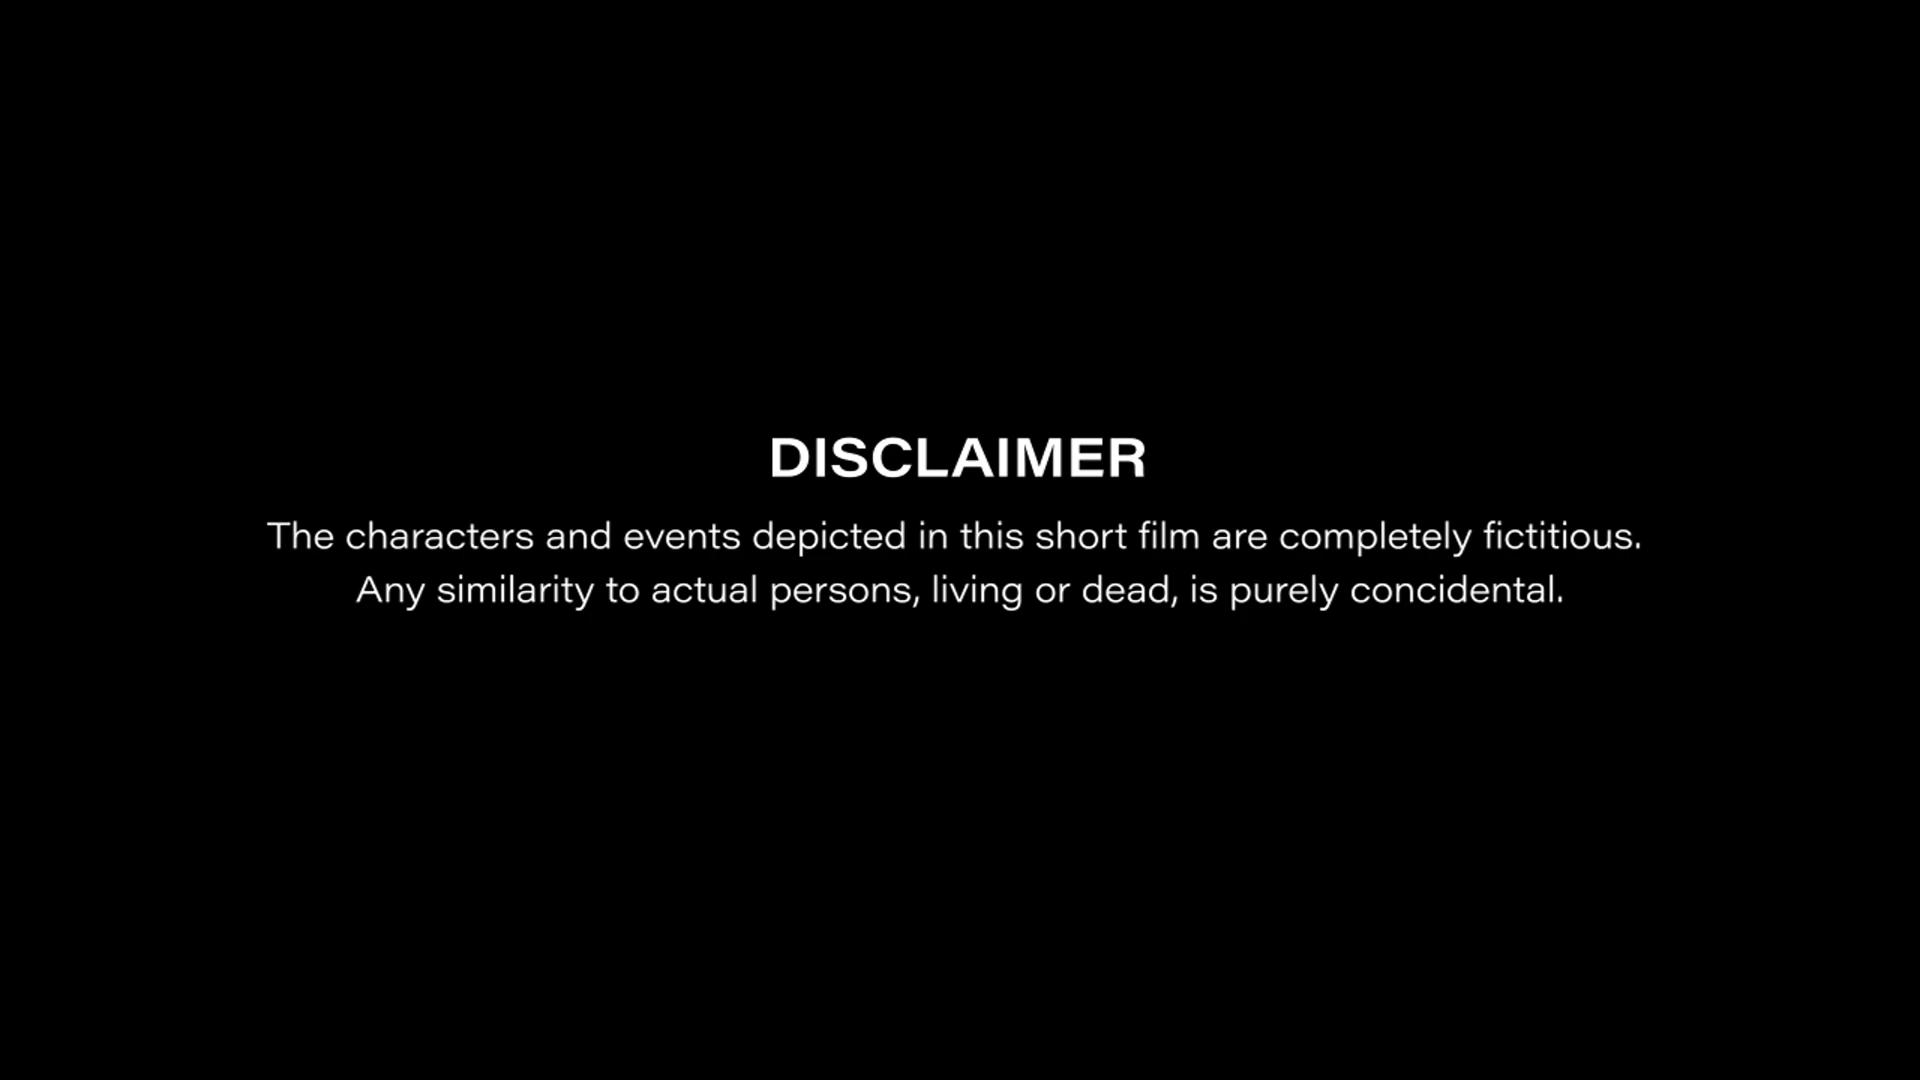 DISCLAIMER
The characters and events depicted in this short film are completely fictitious.
Any similarity to actual persons, living or dead, is purely concidental.